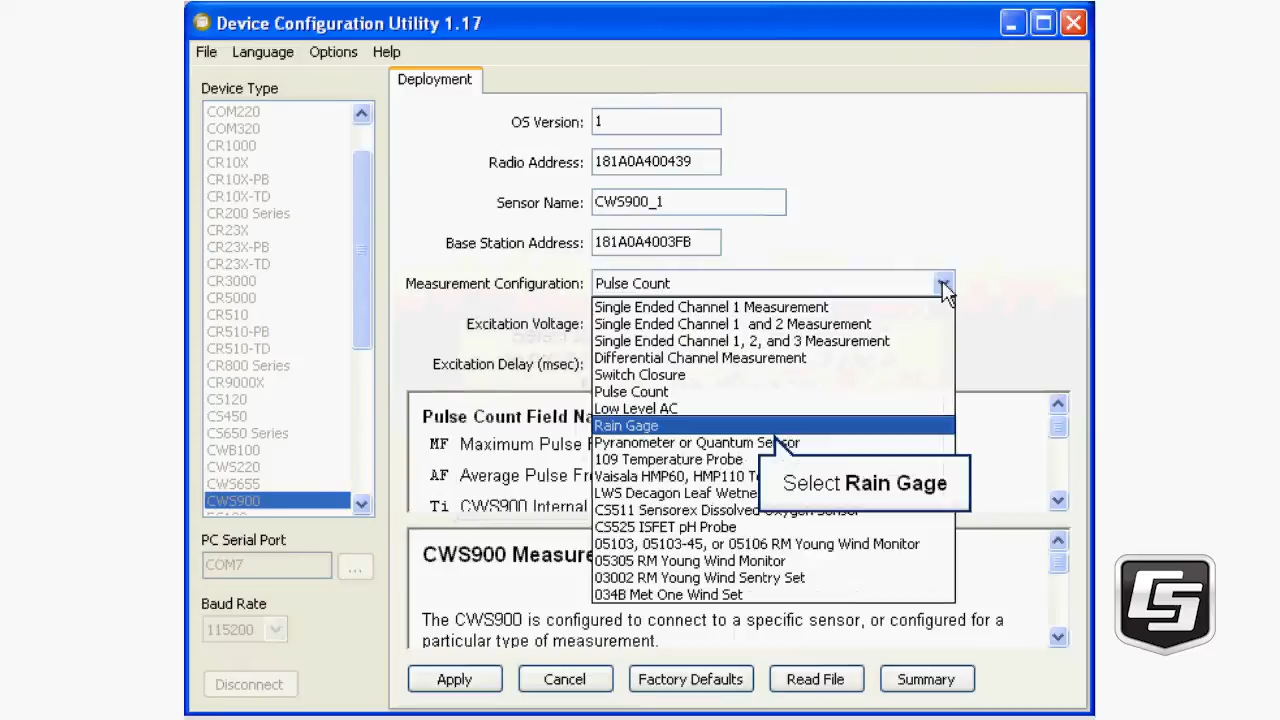 Device Configuration Utility 1.17
File Language Options Help
Device Type
COM220
COM320
CR1000
CR10X
CR10X-PB
CR10X-TD
CR200 Series
CR23X
CR23X-PB
CR23X-TD
CR3000
CR5000
CR510
CR510-PB
CR510-TD
CR800 Series
CR9000X
CS120
CS450
CS650 Series
CWB100
CWS220
CWS655
CWS900
PC Serial Port
COM7
...
Baud Rate
115200
Disconnect
Deployment
OS Version: 1
Radio Address: 181A0A400439
Sensor Name: CWS900_1
Base Station Address: 181A0A4003FB
Measurement Configuration: Pulse Count
Excitation Voltage:
Excitation Delay (msec):
Single Ended Channel 1 Measurement
Single Ended Channel 1 and 2 Measurement
Single Ended Channel 1, 2, and 3 Measurement
Differential Channel Measurement
Switch Closure
Pulse Count
Low Level AC
Rain Gage
Pyranometer or Quantum Sensor
109 Temperature Probe
Vaisala HMP60, HMP110
LWS Decagon Leaf
CS511 Sensorex Dissolved Oxygen Sensor
CS525 ISFET pH Probe
05103, 05103-45, or 05106 RM Young Wind Monitor
05305 RM Young Wind Monitor
03002 RM Young Wind Sentry Set
034B Met One Wind Set
Select Rain Gage
Pulse Count Field
MF Maximum Pulse
AF Average Pulse
Ti CWS900 Internal
CWS900
The CWS900 is configured to connect to a specific sensor, or configured for a
particular type of measurement.
Apply Cancel Factory Defaults Read File Summary